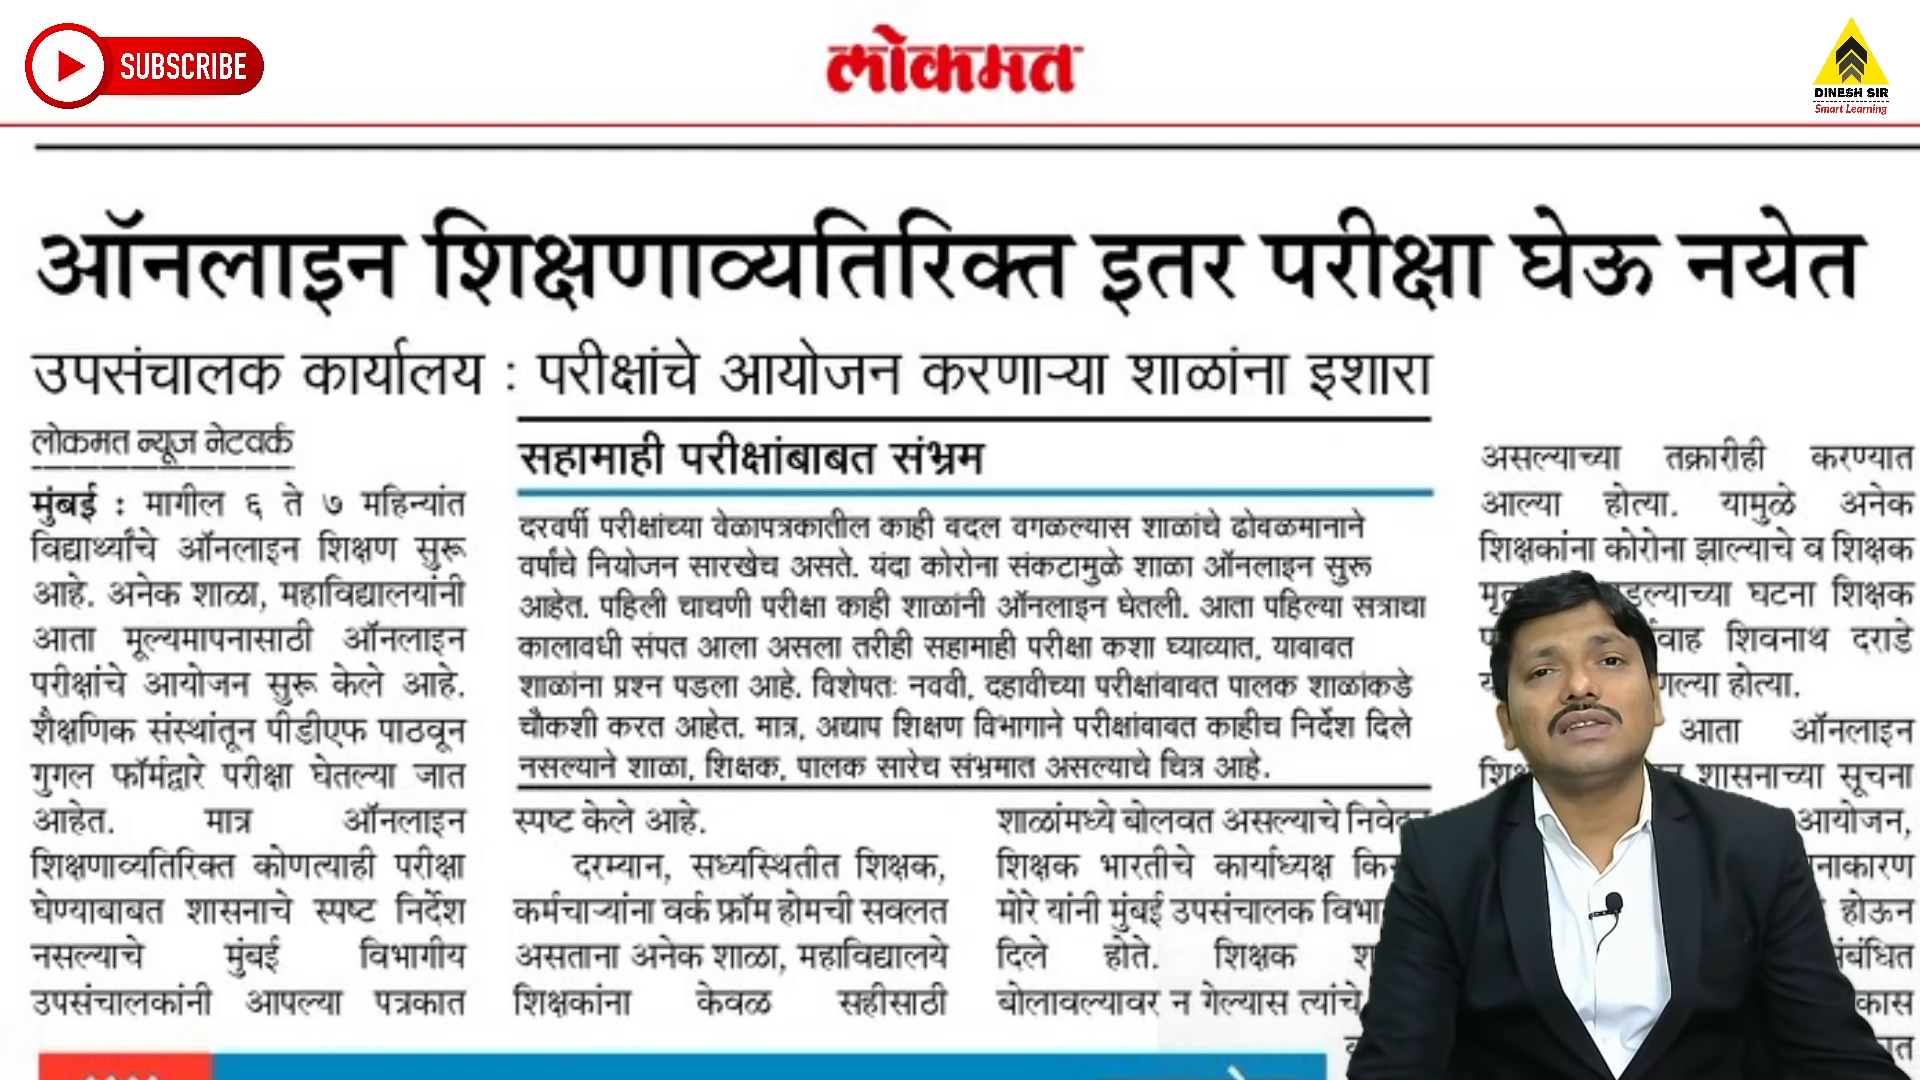 SUBSCRIBE
लोकमत
DINESH SIR
Smart Learning
ऑनलाइन शिक्षणाव्यतिरिक्त इतर परीक्षा घेऊ नयेत
उपसंचालक कार्यालय : परीक्षांचे आयोजन करणाऱ्या शाळांना इशारा
लोकमत न्यूज नेटवर्क
मुंबई : मागील ६ ते ७ महिन्यांत
विद्यार्थ्यांचे ऑनलाइन शिक्षण सुरू
आहे. अनेक शाळा, महाविद्यालयांनी
आता मूल्यमापनासाठी ऑनलाइन
परीक्षांचे आयोजन सुरू केले आहे.
शैक्षणिक संस्थांतून पीडीएफ पाठवून
गुगल फॉर्मद्वारे परीक्षा घेतल्या जात
आहेत. मात्र ऑनलाइन
शिक्षणाव्यतिरिक्त कोणत्याही परीक्षा
घेण्याबाबत शासनाचे स्पष्ट निर्देश
नसल्याचे मुंबई विभागीय
उपसंचालकांनी आपल्या पत्रकात
सहामाही परीक्षांबाबत संभ्रम
दरवर्षी परीक्षांच्या वेळापत्रकातील काही बदल वगळल्यास शाळांचे ढोबळमानाने
वर्षाचे नियोजन सारखेच असते. यंदा कोरोना संकटामुळे शाळा ऑनलाइन सुरू
आहेत. पहिली चाचणी परीक्षा काही शाळांनी ऑनलाइन घेतली. आता पहिल्या सत्राचा
कालावधी संपत आला असला तरीही सहामाही परीक्षा कशा घ्याव्यात, याबाबत
शाळांना प्रश्न पडला आहे. विशेषतः नववी, दहावीच्या परीक्षांबाबत पालक शाळांकडे
चौकशी करत आहेत. मात्र, अद्याप शिक्षण विभागाने परीक्षांबाबत काहीच निर्देश दिले
नसल्याने शाळा, शिक्षक, पालक सारेच संभ्रमात असल्याचे चित्र आहे.
स्पष्ट केले आहे.
दरम्यान, सध्यस्थितीत शिक्षक,
कर्मचाऱ्यांना वर्क फ्रॉम होमची सवलत
असताना अनेक शाळा, महाविद्यालये
शिक्षकांना केवळ सहीसाठी
शाळांमध्ये बोलवत असल्याचे
शिक्षक भारतीचे कार्याध्यक्ष
मोरे यांनी मुंबई उपसंचालक
दिले होते. शिक्षक
बोलावल्यावर न गेल्यास त्यांचे
असल्याच्या तक्रारीही करण्यात
आल्या होत्या. यामुळे अनेक
शिक्षकांना कोरोना झाल्याचे व शिक्षक
घटना शिक्षक
शिवनाथ दराडे
होत्या.
आता ऑनलाइन
शासनाच्या सूचना
आयोजन,
होऊन